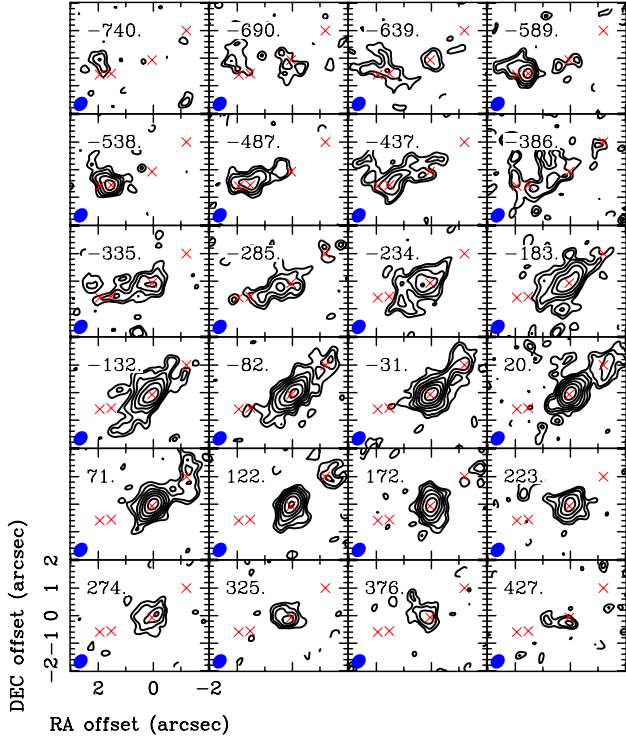 −740. −690. −639. −589.
−538. −487. −437. −386.
−335. −285. −234. −183.
−132. −82. −31. 20.
71. 122. 172. 223.
274. 325. 376. 427.
2
1
0
−1
−2
DEC offset (arcsec)
2 0 −2
RA offset (arcsec)